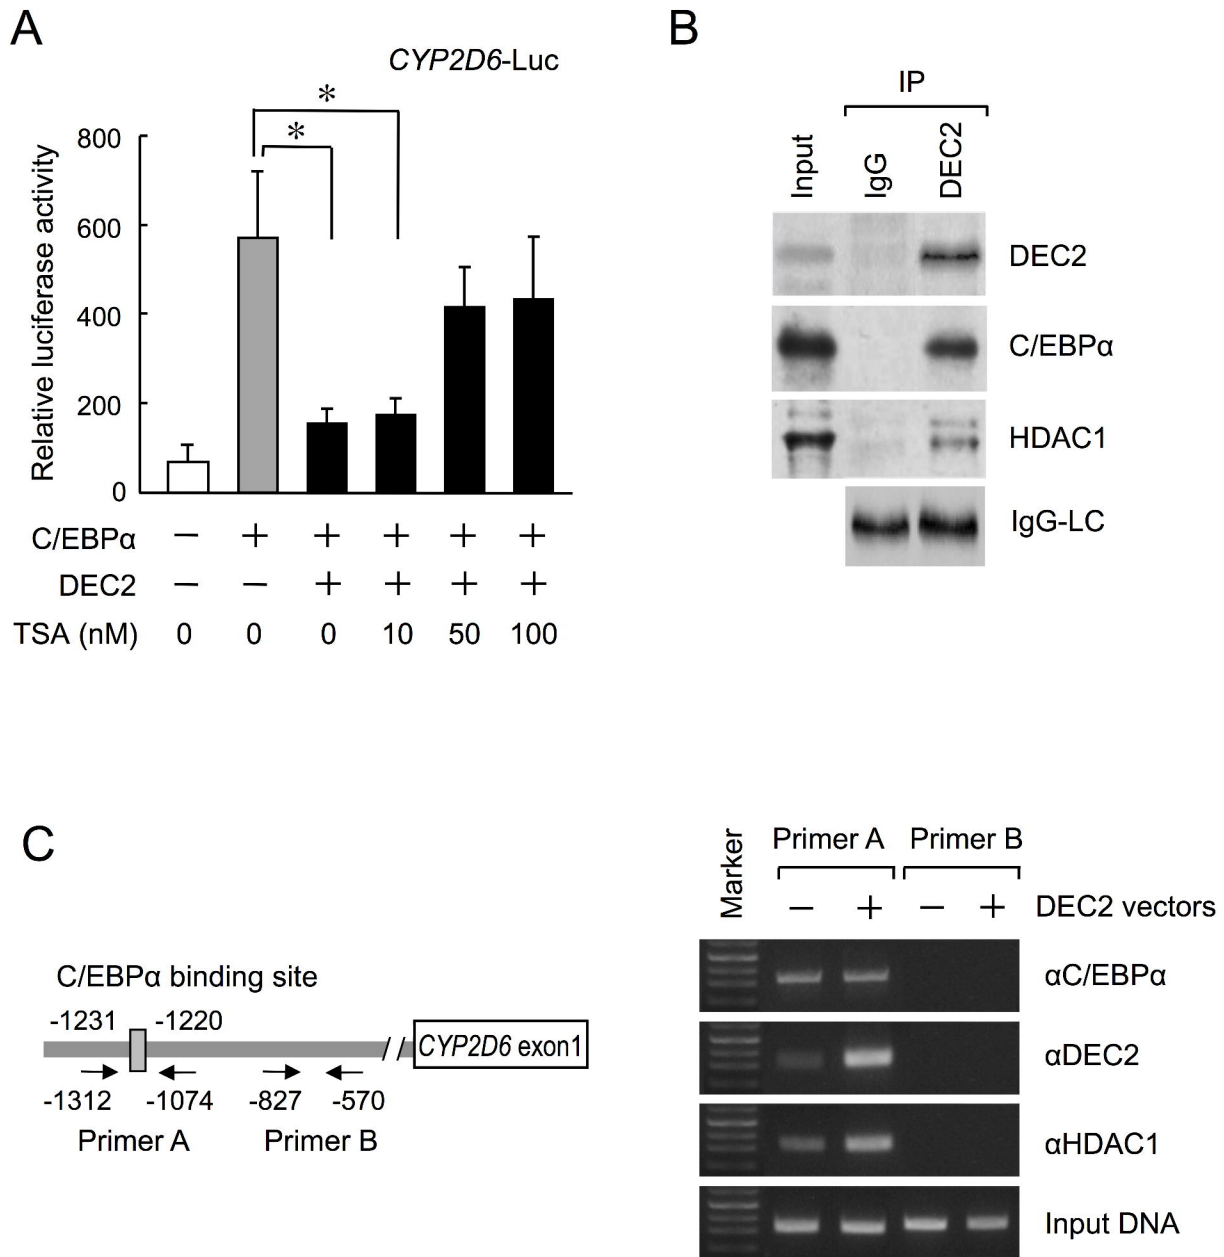 A
CYP2D6-Luc
*
*
Relative luciferase activity
800
600
400
200
0
C/EBPα − + + + + +
DEC2 − − + + + +
TSA (nM) 0 0 0 10 50 100
B
IP
Input IgG DEC2
DEC2
C/EBPα
HDAC1
IgG-LC
C
C/EBPα binding site
-1231 -1220
CYP2D6 exon1
-1312 -1074 -827 -570
Primer A Primer B
Marker
Primer A Primer B
− + − + DEC2 vectors
αC/EBPα
αDEC2
αHDAC1
Input DNA